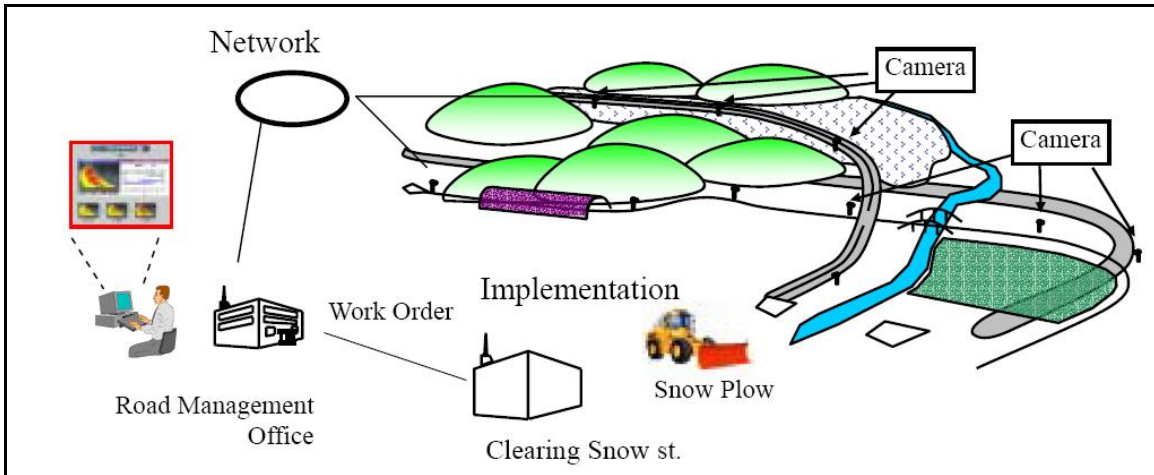 Network
Camera
Camera
Implementation
Work Order
Snow Plow
Road Management
Office
Clearing Snow st.